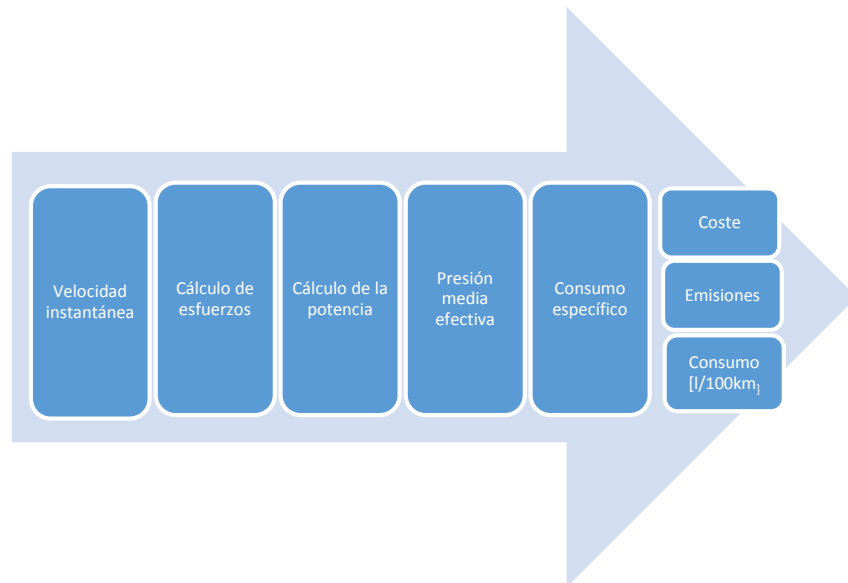 Velocidad
instantánea
Cálculo de
esfuerzos
Cálculo de la
potencia
Presión
media
efectiva
Consumo
específico
Coste
Emisiones
Consumo
[l/100km]